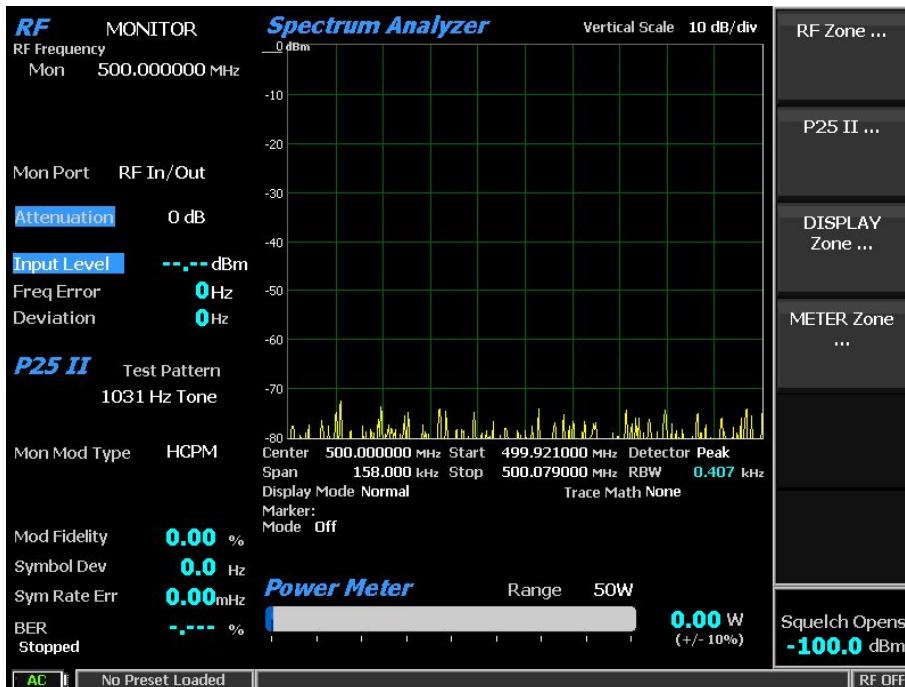 RF MONITOR
RF Frequency
Mon 500.000000 MHz
Mon Port RF In/Out
Attenuation 0 dB
Input Level --.-- dBm
Freq Error 0 Hz
Deviation 0 Hz
P25 II Test Pattern
1031 Hz Tone
Mon Mod Type HCPM
Mod Fidelity 0.00 %
Symbol Dev 0.0 Hz
Sym Rate Err 0.00 mHz
BER -.--- %
Stopped
Spectrum Analyzer Vertical Scale 10 dB/div
0 dBm
-10
-20
-30
-40
-50
-60
-70
-80
Center 500.000000 MHz Start 499.921000 MHz Detector Peak
Span 158.000 kHz Stop 500.079000 MHz RBW 0.407 kHz
Display Mode Normal Trace Math None
Marker:
Mode Off
Power Meter Range 50W
0.00 W
(+/- 10%)
RF Zone ...
P25 II ...
DISPLAY
Zone ...
METER Zone
...
Squelch Opens
-100.0 dBm
AC No Preset Loaded RF OFF